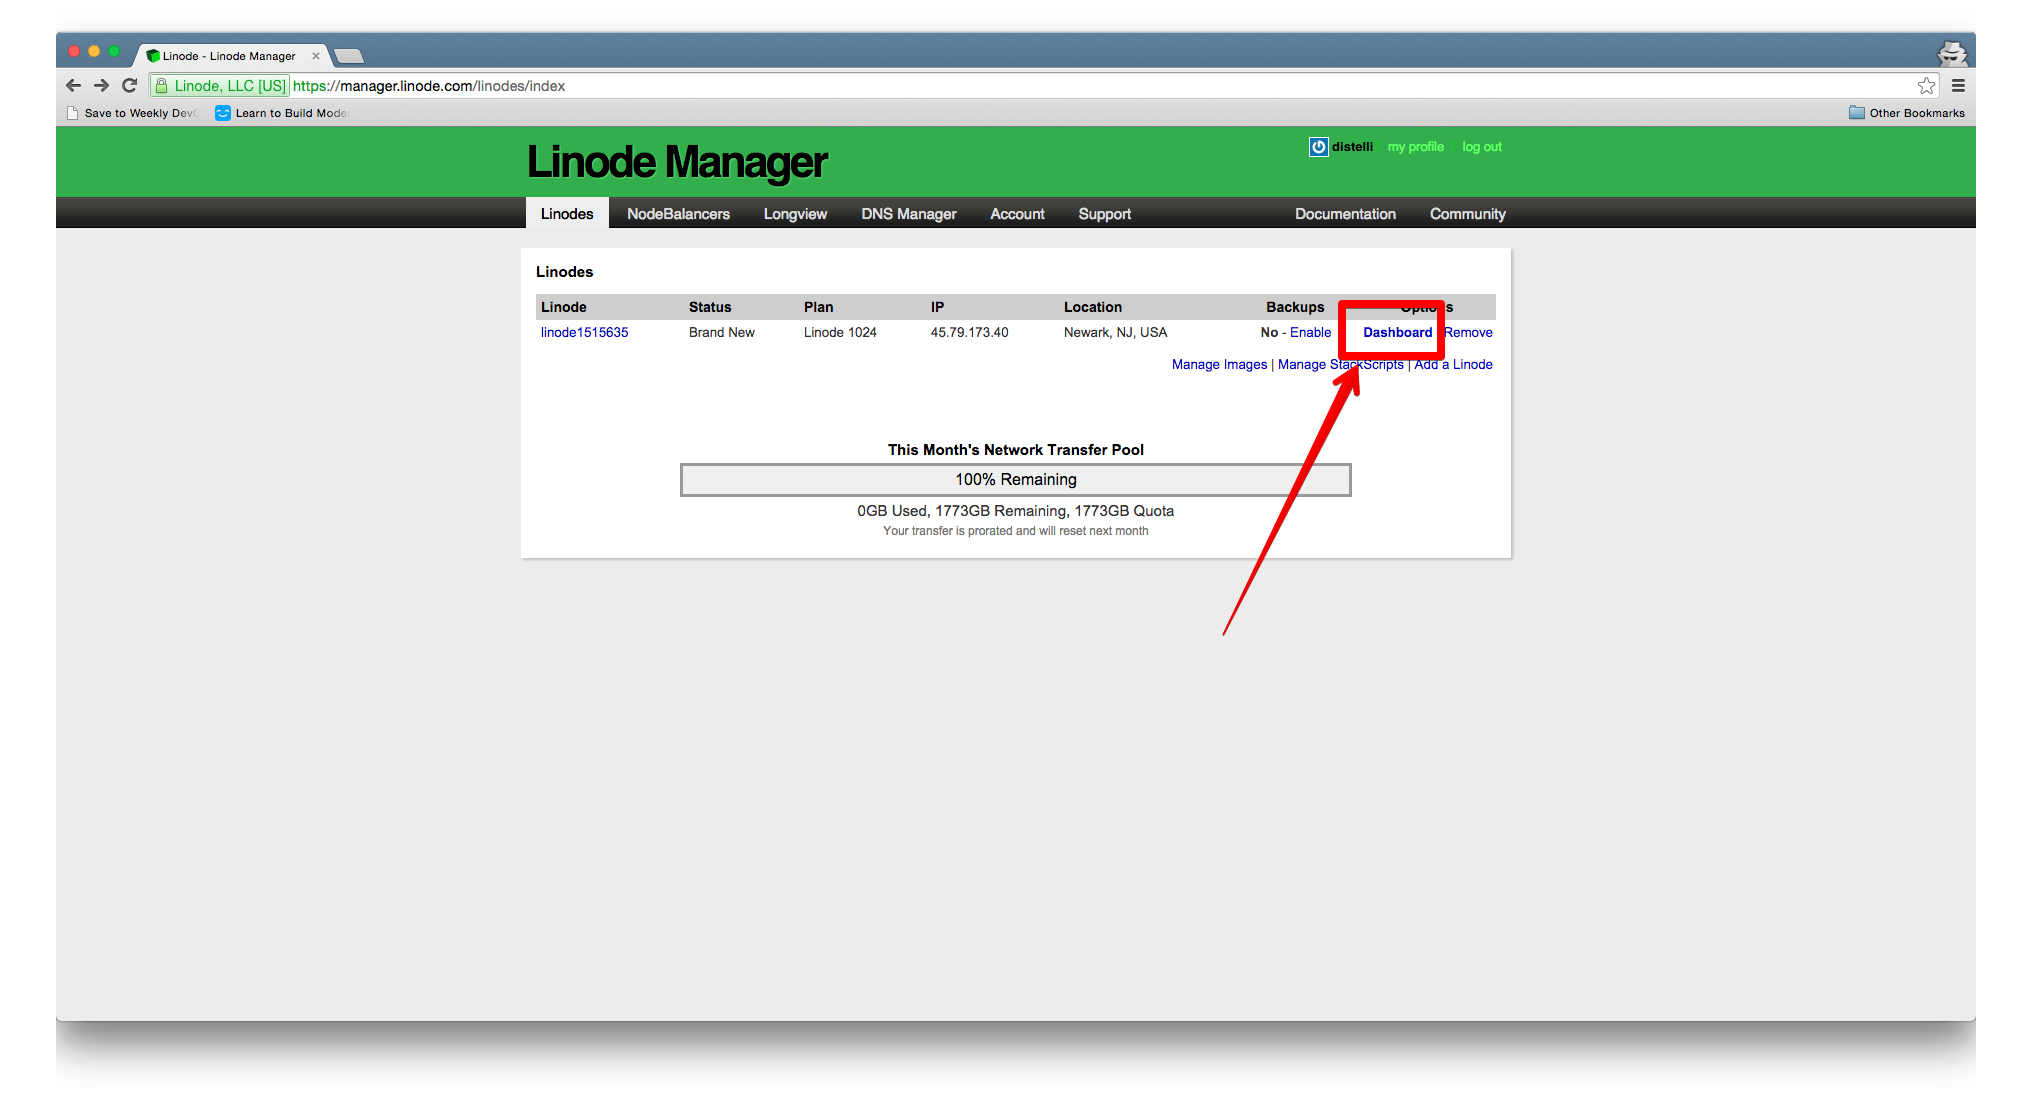 Linode - Linode Manager
Linode, LLC [US] https://manager.linode.com/linodes/index
Save to Weekly Dev Learn to Build Mode Other Bookmarks
Linode Manager
distelli my profile log out
Linodes NodeBalancers Longview DNS Manager Account Support Documentation Community
Linodes
Linode Status Plan IP Location Backups Options
linode1515635 Brand New Linode 1024 45.79.173.40 Newark, NJ, USA No - Enable Dashboard Remove
Manage Images | Manage StackScripts | Add a Linode
This Month's Network Transfer Pool
100% Remaining
0GB Used, 1773GB Remaining, 1773GB Quota
Your transfer is prorated and will reset next month